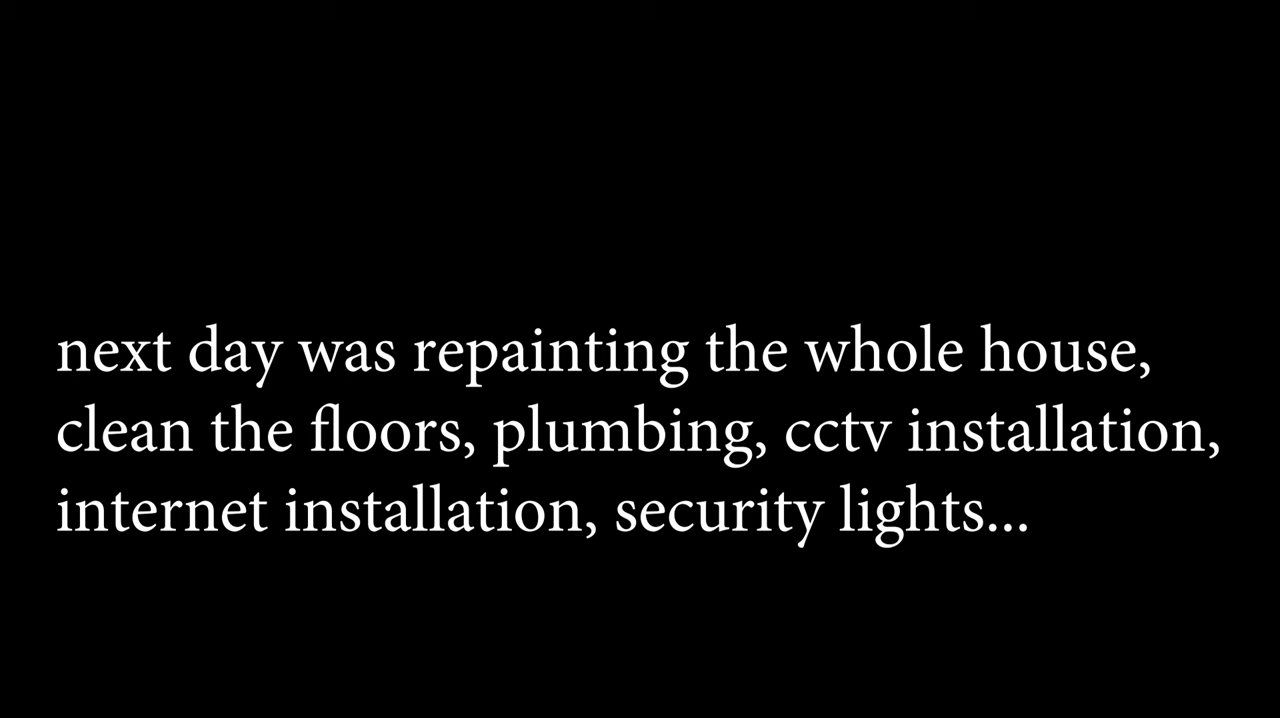 next day was repainting the whole house,
clean the floors, plumbing, cctv installation,
internet installation, security lights...